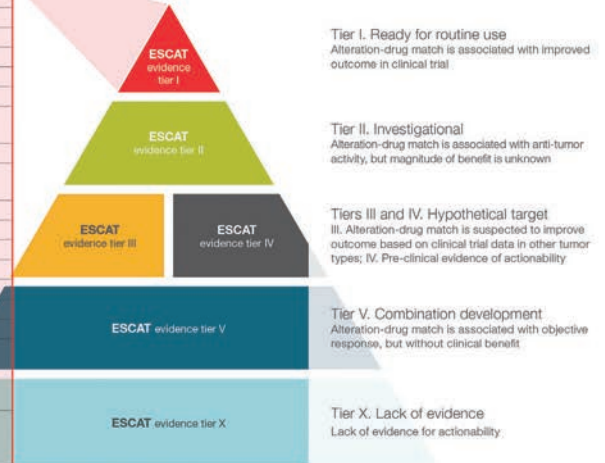 ESCAT
evidence
tier I
Tier I. Ready for routine use
Alteration-drug match is associated with improved
outcome in clinical trial
ESCAT
evidence tier II
Tier II. Investigational
Alteration-drug match is associated with anti-tumor
activity, but magnitude of benefit is unknown
ESCAT
evidence tier III
ESCAT
evidence tier IV
Tiers III and IV. Hypothetical target
III. Alteration-drug match is suspected to improve
outcome based on clinical trial data in other tumor
types; IV. Pre-clinical evidence of actionability
ESCAT evidence tier V
Tier V. Combination development
Alteration-drug match is associated with objective
response, but without clinical benefit
ESCAT evidence tier X
Tier X. Lack of evidence
Lack of evidence for actionability